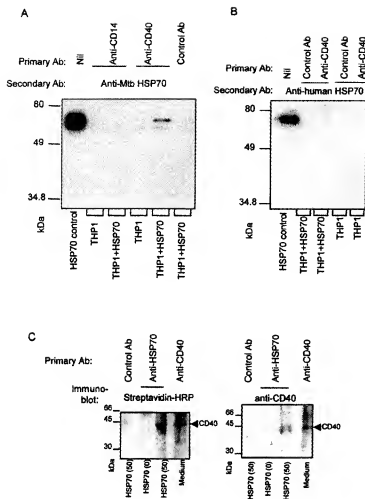 A
Primary Ab:
Nil
Anti-CD14
Anti-CD40
Control Ab
Secondary Ab:
Anti-Mtb HSP70
80
49
34.8
kDa
HSP70 control
THP1
THP1+HSP70
THP1
THP1+HSP70
THP1+HSP70
B
Primary Ab:
Nil
Control Ab
Anti-CD40
Control Ab
Anti-CD40
Secondary Ab:
Anti-human HSP70
80
49
34.8
kDa
HSP70 control
THP1+HSP70
THP1+HSP70
THP1
THP1
C
Primary Ab:
Control Ab
Anti-HSP70
Anti-CD40
Immuno-
blot:
Streptavidin-HRP
66
45
30
CD40
kDa
HSP70 (50)
HSP70 (0)
HSP70 (50)
Medium
Control Ab
Anti-HSP70
Anti-CD40
anti-CD40
66
45
30
CD40
kDa
HSP70 (50)
HSP70 (0)
HSP70 (50)
Medium